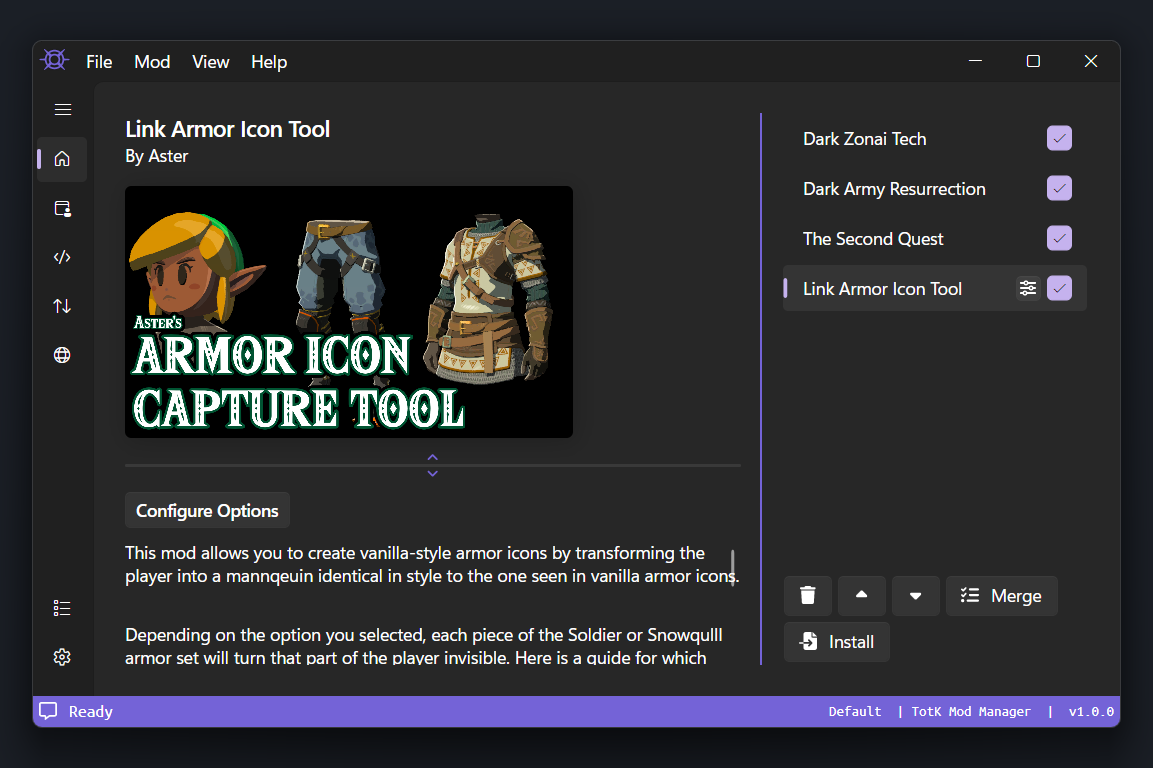 File Mod View Help
Link Armor Icon Tool
By Aster
ASTER'S
ARMOR ICON
CAPTURE TOOL
Configure Options
This mod allows you to create vanilla-style armor icons by transforming the
player into a mannqeuin identical in style to the one seen in vanilla armor icons.
Depending on the option you selected, each piece of the Soldier or Snowqulll
armor set will turn that part of the player invisible. Here is a guide for which
Dark Zonai Tech
Dark Army Resurrection
The Second Quest
Link Armor Icon Tool
Merge
Install
Ready
Default | TotK Mod Manager | v1.0.0